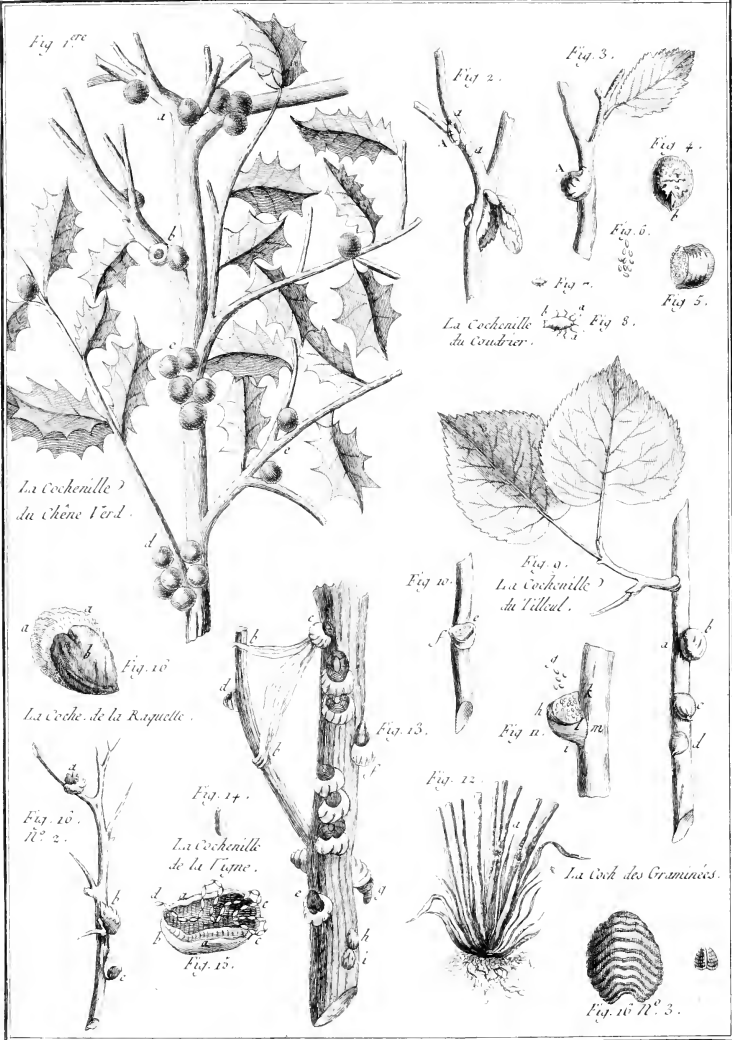 Fig 1.ere
a
b
c
e
d
La Cochenille
du Chêne Verd.
Fig 2.
a
a
A
Fig 3.
A
Fig 4.
b
Fig. 6.
Fig 5.
Fig 7
La Cochenille
du Coudrier.
b
a
a
Fig 8.
Fig. 9.
La Cochenille
du Tilleul.
a
b
c
d
Fig 10.
e
f
Fig 11.
g
h
i
k
l
m
a
a
b
Fig. 16
La Coche. de la Raquette.
Fig. 16.
N.o 2.
a
b
c
Fig. 14.
La Cochenille
de la Vigne.
d
a
e
b
a
c
Fig. 15.
b
c
d
b
Fig. 13.
f
e
g
h
i
Fig. 12.
a
La Coch des Graminées.
Fig. 16 N.o 3.